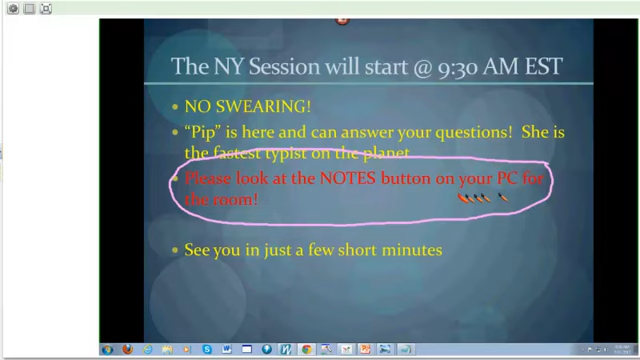 The NY Session will start @ 9:30 AM EST
NO SWEARING!
“Pip” is here and can answer your questions! She is
the fastest typist on the planet
Please look at the NOTES button on your PC for
the room!
See you in just a few short minutes